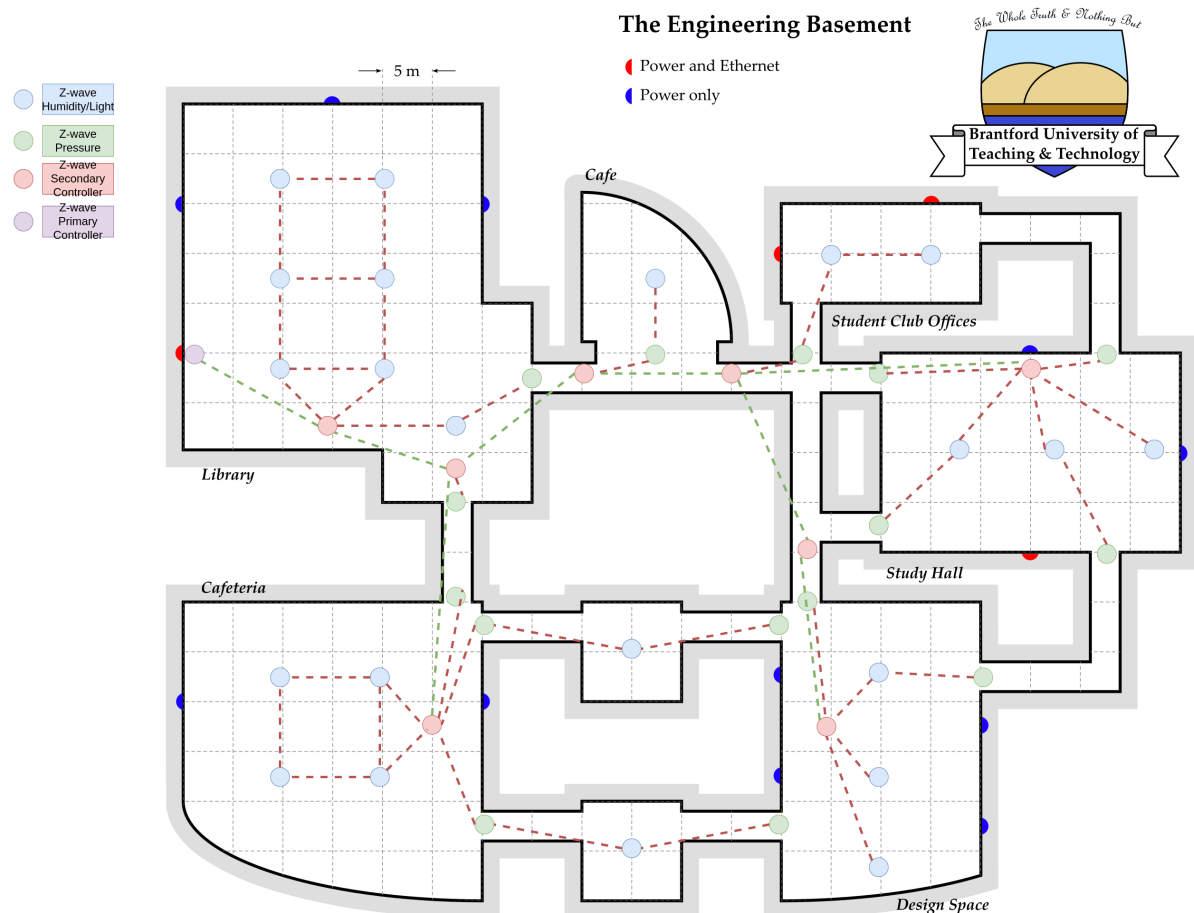 The Engineering Basement
Power and Ethernet
Power only
The Whole Truth & Nothing But
Brantford University of
Teaching & Technology
5 m
Z-wave
Humidity/Light
Z-wave
Pressure
Z-wave
Secondary
Controller
Z-wave
Primary
Controller
Cafe
Student Club Offices
Library
Study Hall
Cafeteria
Design Space